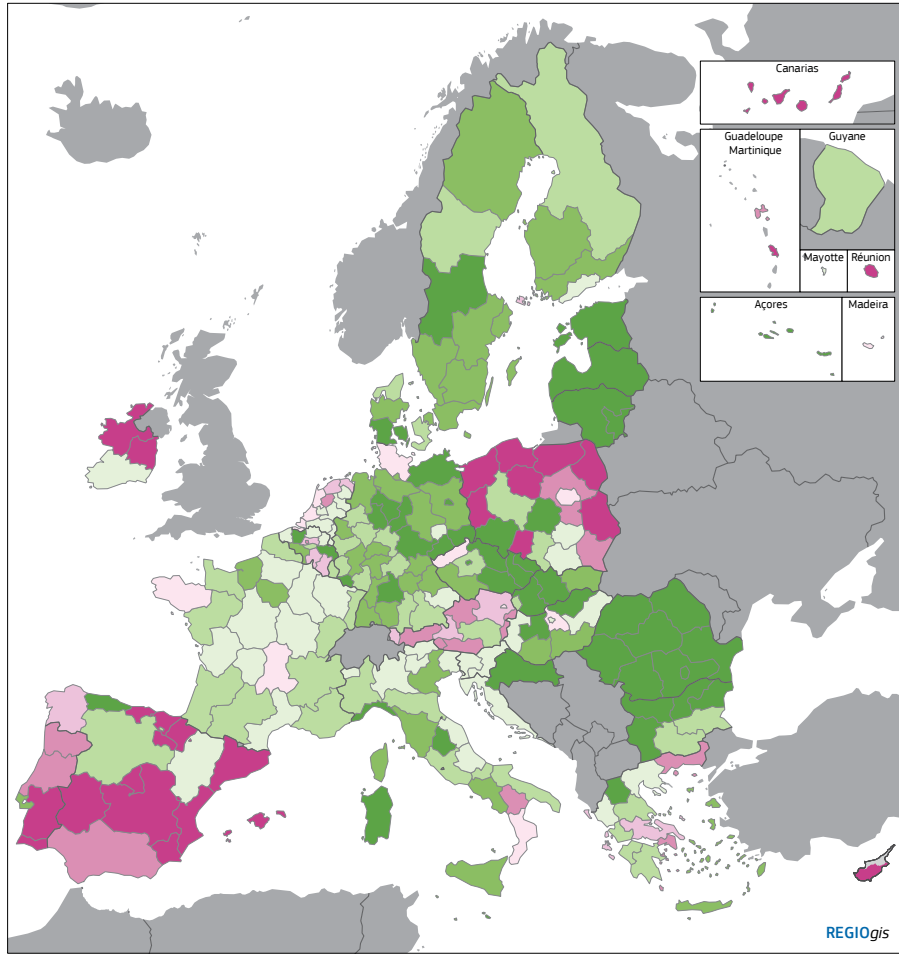 Canarias
Guadeloupe
Martinique
Guyane
Mayotte
Réunion
Açores
Madeira
REGIOgis